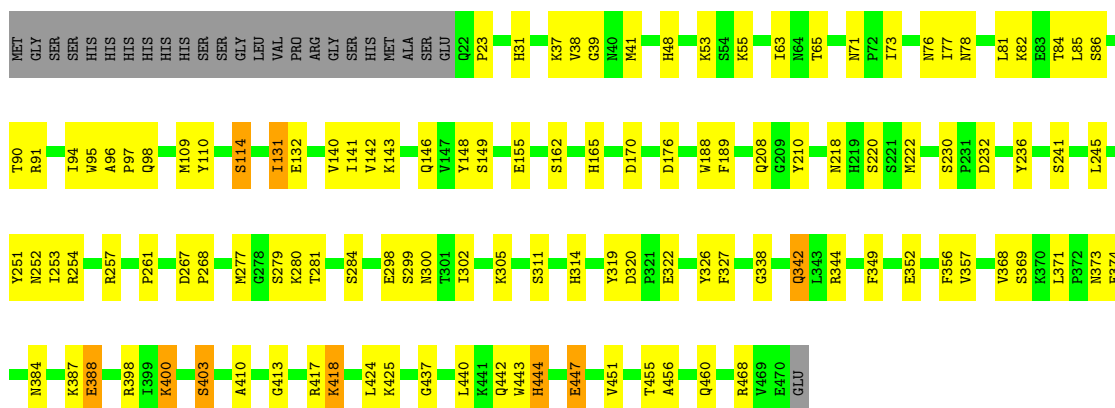 MET GLY SER SER HIS HIS HIS HIS HIS HIS SER SER GLY LEU VAL PRO ARG GLY SER HIS MET ALA SER GLU Q22 P23 H31 K37 V38 G39 N40 M41 H48 K53 S54 K55 I63 N64 T65 N71 P72 I73 N76 I77 N78 L81 K82 E83 T84 L85 S86
T90 R91 I94 W95 A96 P97 Q98 M109 Y110 S114 I131 E132 V140 I141 V142 K143 Q146 V147 Y148 S149 E155 S162 H165 D170 D176 W188 F189 Q208 G209 Y210 N218 H219 S220 S221 M222 S230 P231 D232 Y236 S241 L245
Y251 N252 I253 R254 R257 P261 D267 P268 M277 G278 S279 K280 T281 S284 E298 S299 N300 T301 I302 K305 S311 H314 Y319 D320 P321 E322 Y326 F327 G338 Q342 L343 R344 F349 E352 F356 V357 V368 S369 K370 L371 P372 N373
N384 K387 E388 R398 I399 K400 S403 A410 G413 R417 K418 L424 K425 G437 L440 K441 Q442 W443 H444 E447 V451 T455 A456 Q460 R468 V469 E470 GLU